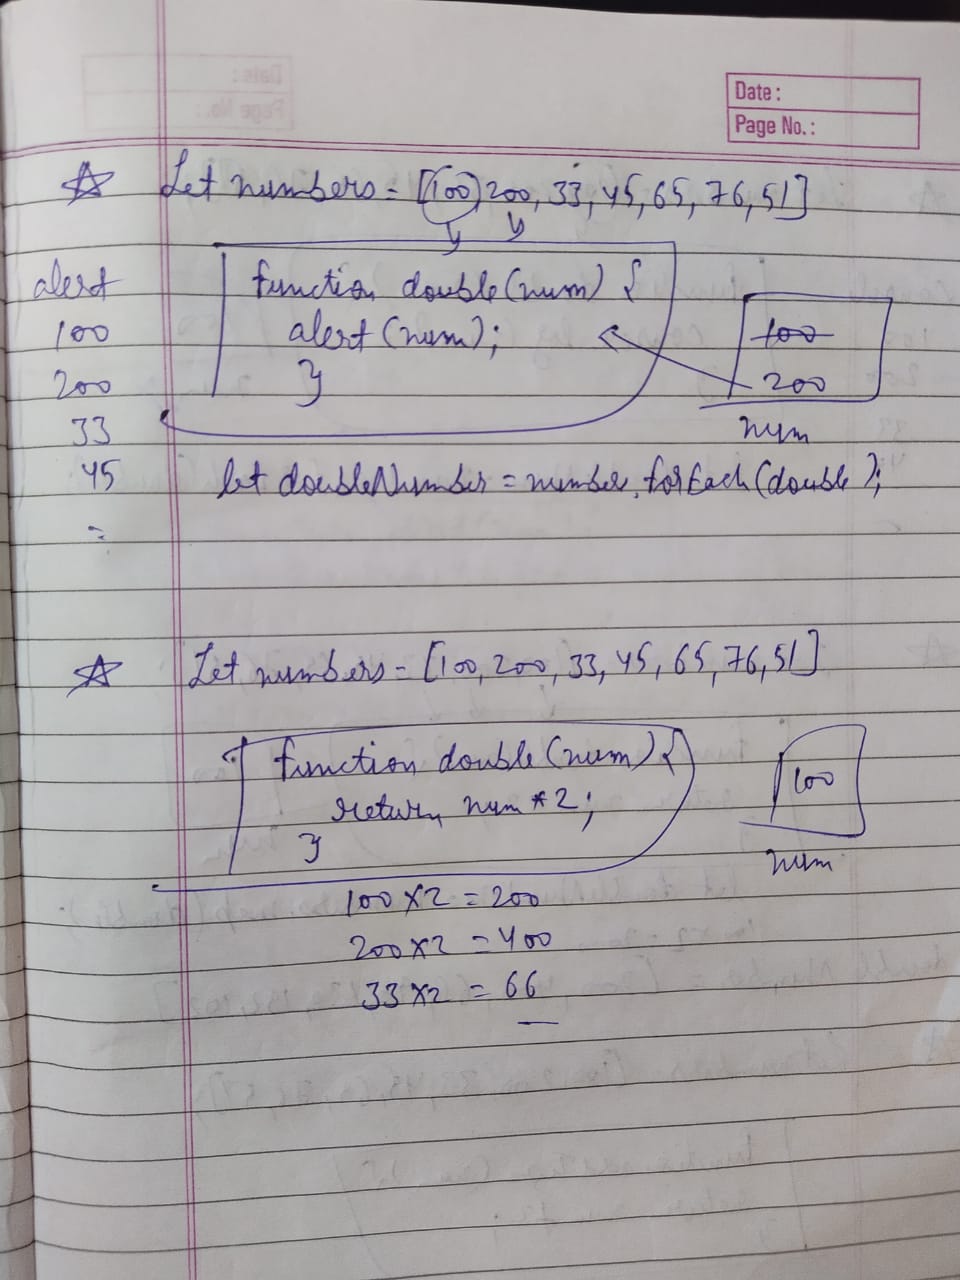 Date :
Page No. :
☆ Let numbers = [100, 200, 33, 45, 65, 76, 51]
function double(num) {
alert (num);
}
100
200
num
alert
100
200
33
45
let doubleNumber = number.forEach(double);
☆ Let numbers = [100, 200, 33, 45, 65, 76, 51]
function double(num) {
return num *2;
}
100
num
100 × 2 = 200
200 × 2 = 400
33 × 2 = 66